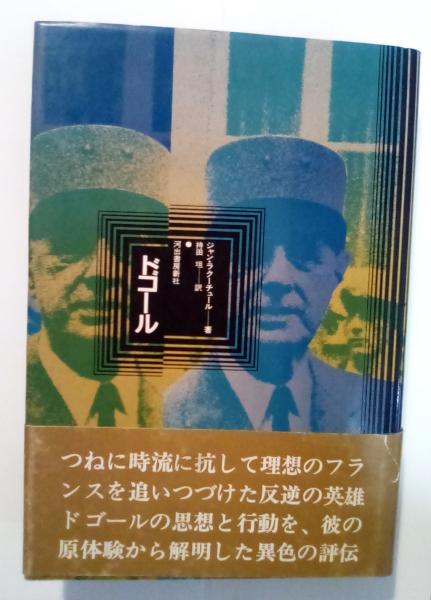 ジャン・ラクーチュール──著
持田 坦──訳
●河出書房新社
ドゴール
つねに時流に抗して理想のフラ
ンスを追いつづけた反逆の英雄
ドゴールの思想と行動を、彼の
原体験から解明した異色の評伝